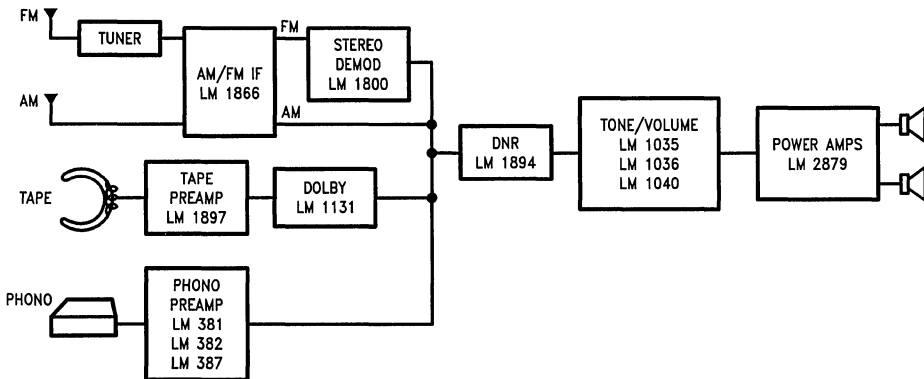 FM
TUNER
AM/FM IF
LM 1866
FM
STEREO
DEMOD
LM 1800
AM
AM
TAPE
TAPE
PREAMP
LM 1897
DOLBY
LM 1131
PHONO
PHONO
PREAMP
LM 381
LM 382
LM 387
DNR
LM 1894
TONE/VOLUME
LM 1035
LM 1036
LM 1040
POWER AMPS
LM 2879